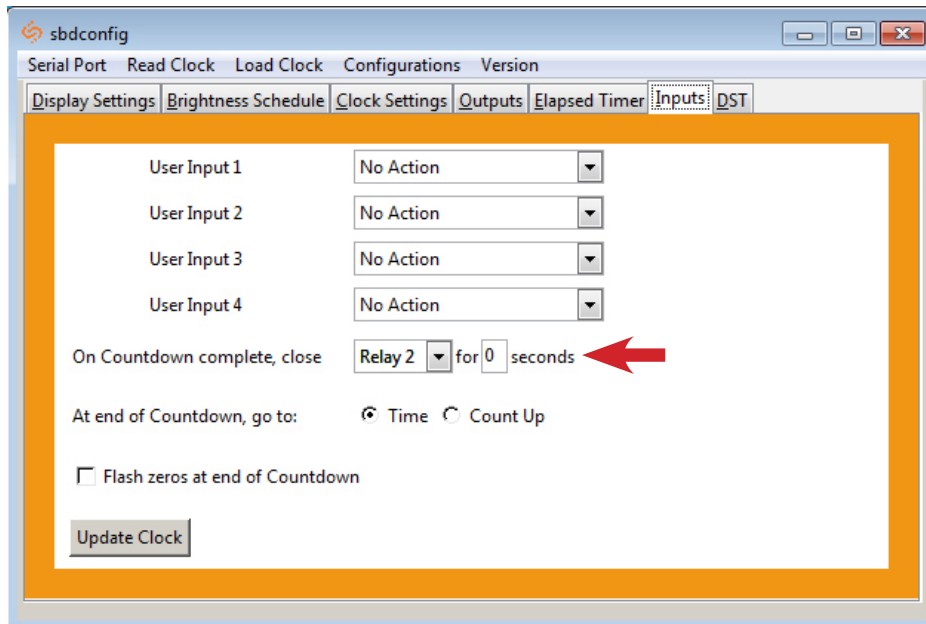 sbdconfig
Serial Port Read Clock Load Clock Configurations Version
Display Settings Brightness Schedule Clock Settings Outputs Elapsed Timer Inputs DST
User Input 1 No Action
User Input 2 No Action
User Input 3 No Action
User Input 4 No Action
On Countdown complete, close Relay 2 for 0 seconds
At end of Countdown, go to: Time Count Up
Flash zeros at end of Countdown
Update Clock